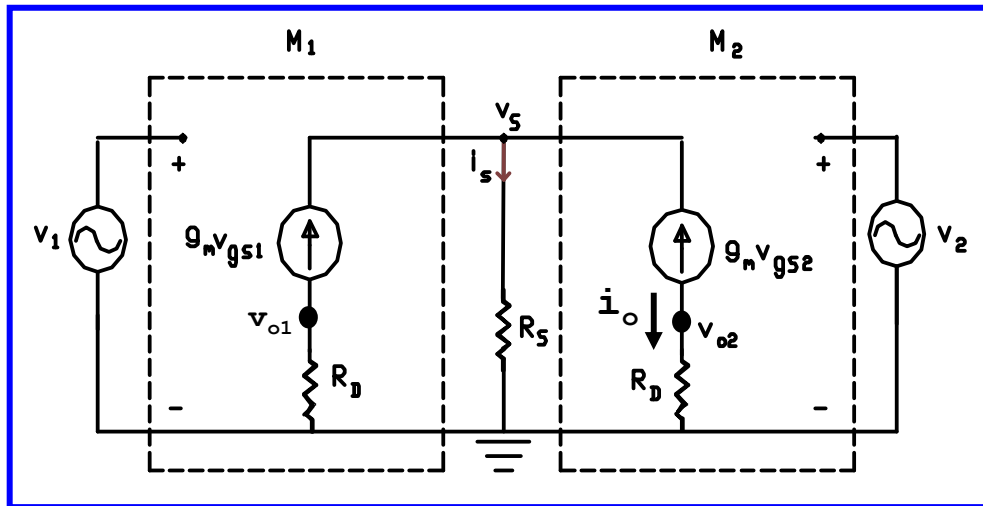 M1
M2
vS
is
+
+
v1
gmvgs1
gmvgs2
v2
io
vo1
vo2
RS
RD
RD
−
−